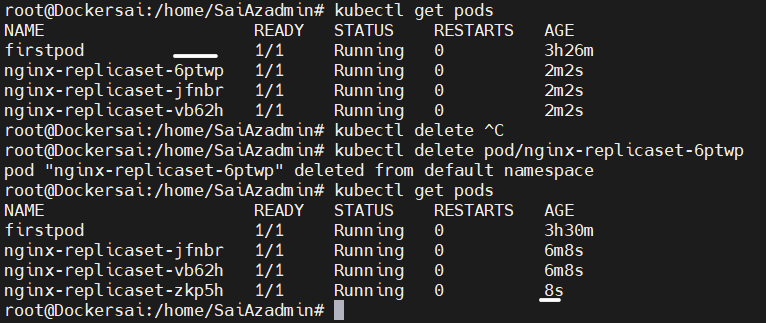 root@Dockersai:/home/SaiAzadmin# kubectl get pods
NAME                     READY   STATUS    RESTARTS   AGE
firstpod                 1/1     Running   0          3h26m
nginx-replicaset-6ptwp   1/1     Running   0          2m2s
nginx-replicaset-jfnbr   1/1     Running   0          2m2s
nginx-replicaset-vb62h   1/1     Running   0          2m2s
root@Dockersai:/home/SaiAzadmin# kubectl delete ^C
root@Dockersai:/home/SaiAzadmin# kubectl delete pod/nginx-replicaset-6ptwp
pod "nginx-replicaset-6ptwp" deleted from default namespace
root@Dockersai:/home/SaiAzadmin# kubectl get pods
NAME                     READY   STATUS    RESTARTS   AGE
firstpod                 1/1     Running   0          3h30m
nginx-replicaset-jfnbr   1/1     Running   0          6m8s
nginx-replicaset-vb62h   1/1     Running   0          6m8s
nginx-replicaset-zkp5h   1/1     Running   0          8s
root@Dockersai:/home/SaiAzadmin#